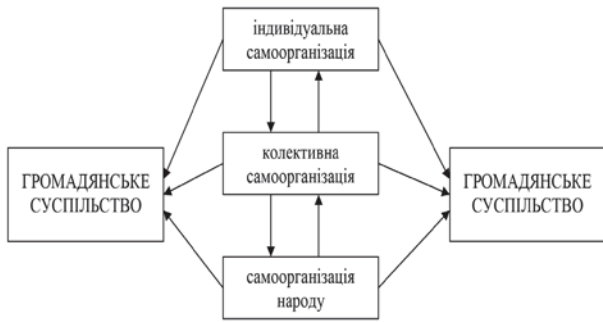 індивідуальна
самоорганізація
ГРОМАДЯНСЬКЕ
СУСПІЛЬСТВО
колективна
самоорганізація
ГРОМАДЯНСЬКЕ
СУСПІЛЬСТВО
самоорганізація
народу